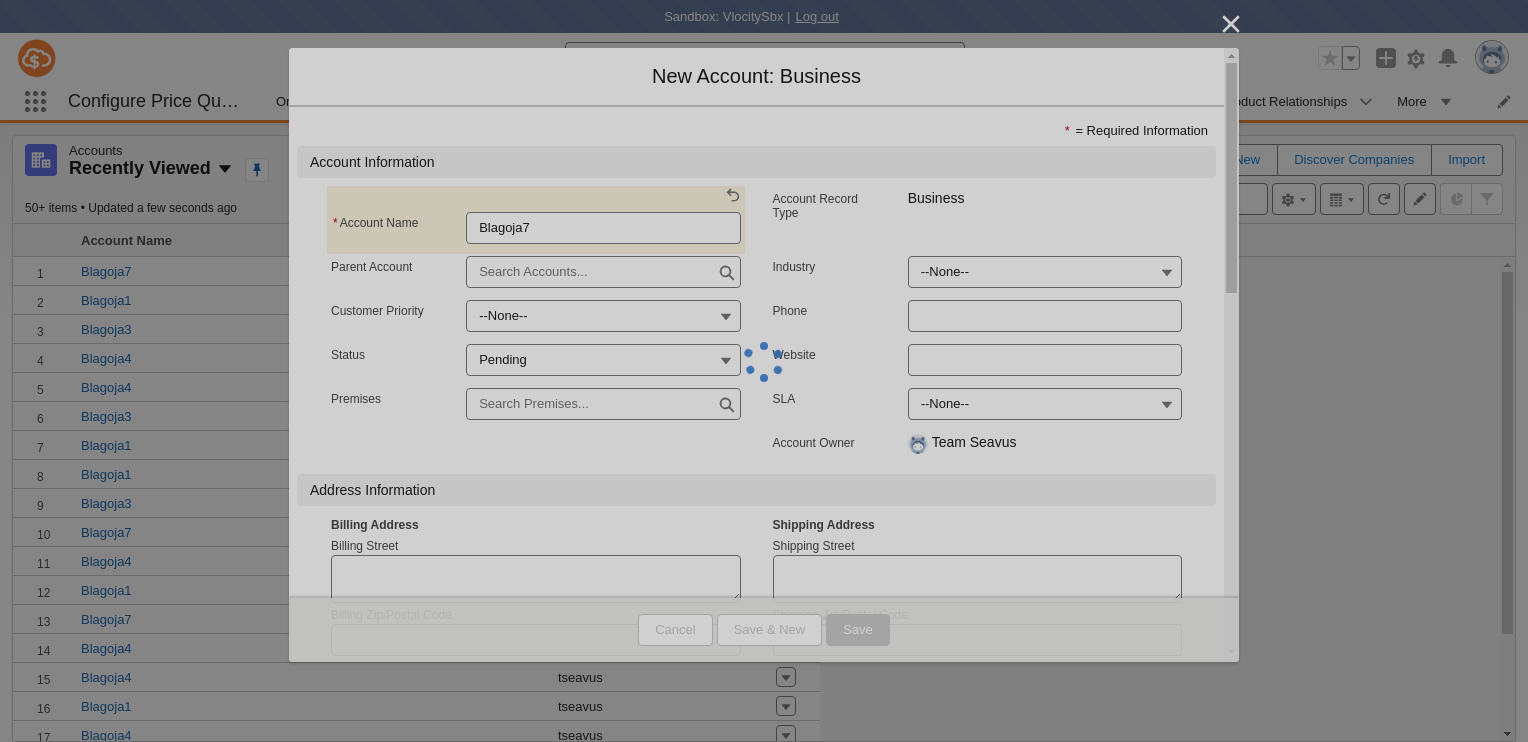 Sandbox: VlocitySbx | Log out
Configure Price Qu…
Or
oduct Relationships
More
Accounts
Recently Viewed
New
Discover Companies
Import
50+ items • Updated a few seconds ago
Account Name
1 Blagoja7
2 Blagoja1
3 Blagoja3
4 Blagoja4
5 Blagoja4
6 Blagoja3
7 Blagoja1
8 Blagoja1
9 Blagoja3
10 Blagoja7
11 Blagoja4
12 Blagoja1
13 Blagoja7
14 Blagoja4
15 Blagoja4 tseavus
16 Blagoja1 tseavus
17 Blagoja4 tseavus
New Account: Business
* = Required Information
Account Information
*Account Name Blagoja7
Account Record Type Business
Parent Account Search Accounts...
Industry --None--
Customer Priority --None--
Phone
Status Pending
Website
Premises Search Premises...
SLA --None--
Account Owner Team Seavus
Address Information
Billing Address Shipping Address
Billing Street Shipping Street
Billing Zip/Postal Code Shipping Zip/Postal Code
Cancel Save & New Save